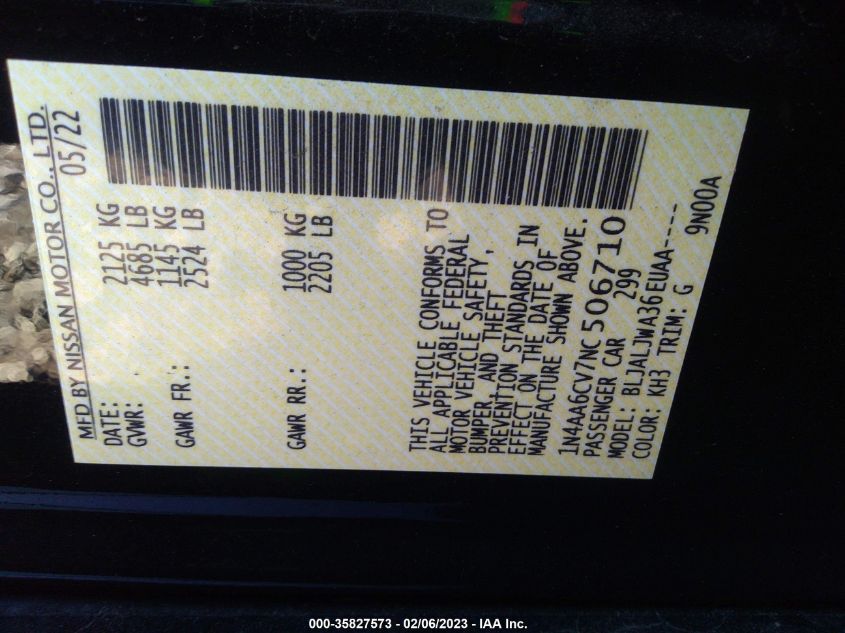 MFD BY NISSAN MOTOR CO., LTD.
DATE: 05/22
GVWR: 2125 KG
4685 LB
GAWR FR.: 1145 KG
2524 LB
GAWR RR.: 1000 KG
2205 LB
THIS VEHICLE CONFORMS TO
ALL APPLICABLE FEDERAL
MOTOR VEHICLE SAFETY,
BUMPER, AND THEFT
PREVENTION STANDARDS IN
EFFECT ON THE DATE OF
MANUFACTURE SHOWN ABOVE.
1N4AA6CV7NC506710
PASSENGER CAR 299
MODEL: BLJALJWA36EUAA----
COLOR: KH3 TRIM: G
9N00A
000-35827573 - 02/06/2023 - IAA Inc.